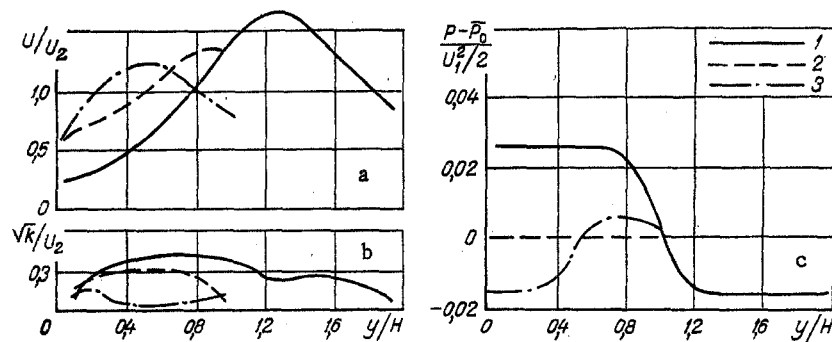 U/U₂
1,0
0,5
0
a
√k/U₂
0,3
b
0
0,4
0,8
1,2
1,6
y/H
P-P̄₀
U₁²/2
0,04
0,02
0
-0,02
1
2
3
c
0
0,4
0,8
1,2
1,6
y/H